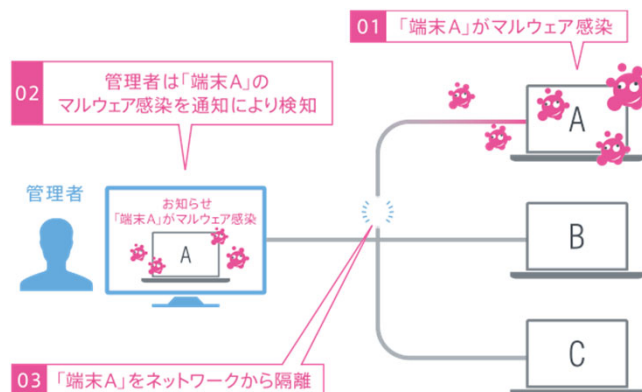 01 「端末A」がマルウェア感染
02 管理者は「端末A」の
マルウェア感染を通知により検知
A
管理者
お知らせ
「端末A」がマルウェア感染
A
B
C
03 「端末A」をネットワークから隔離